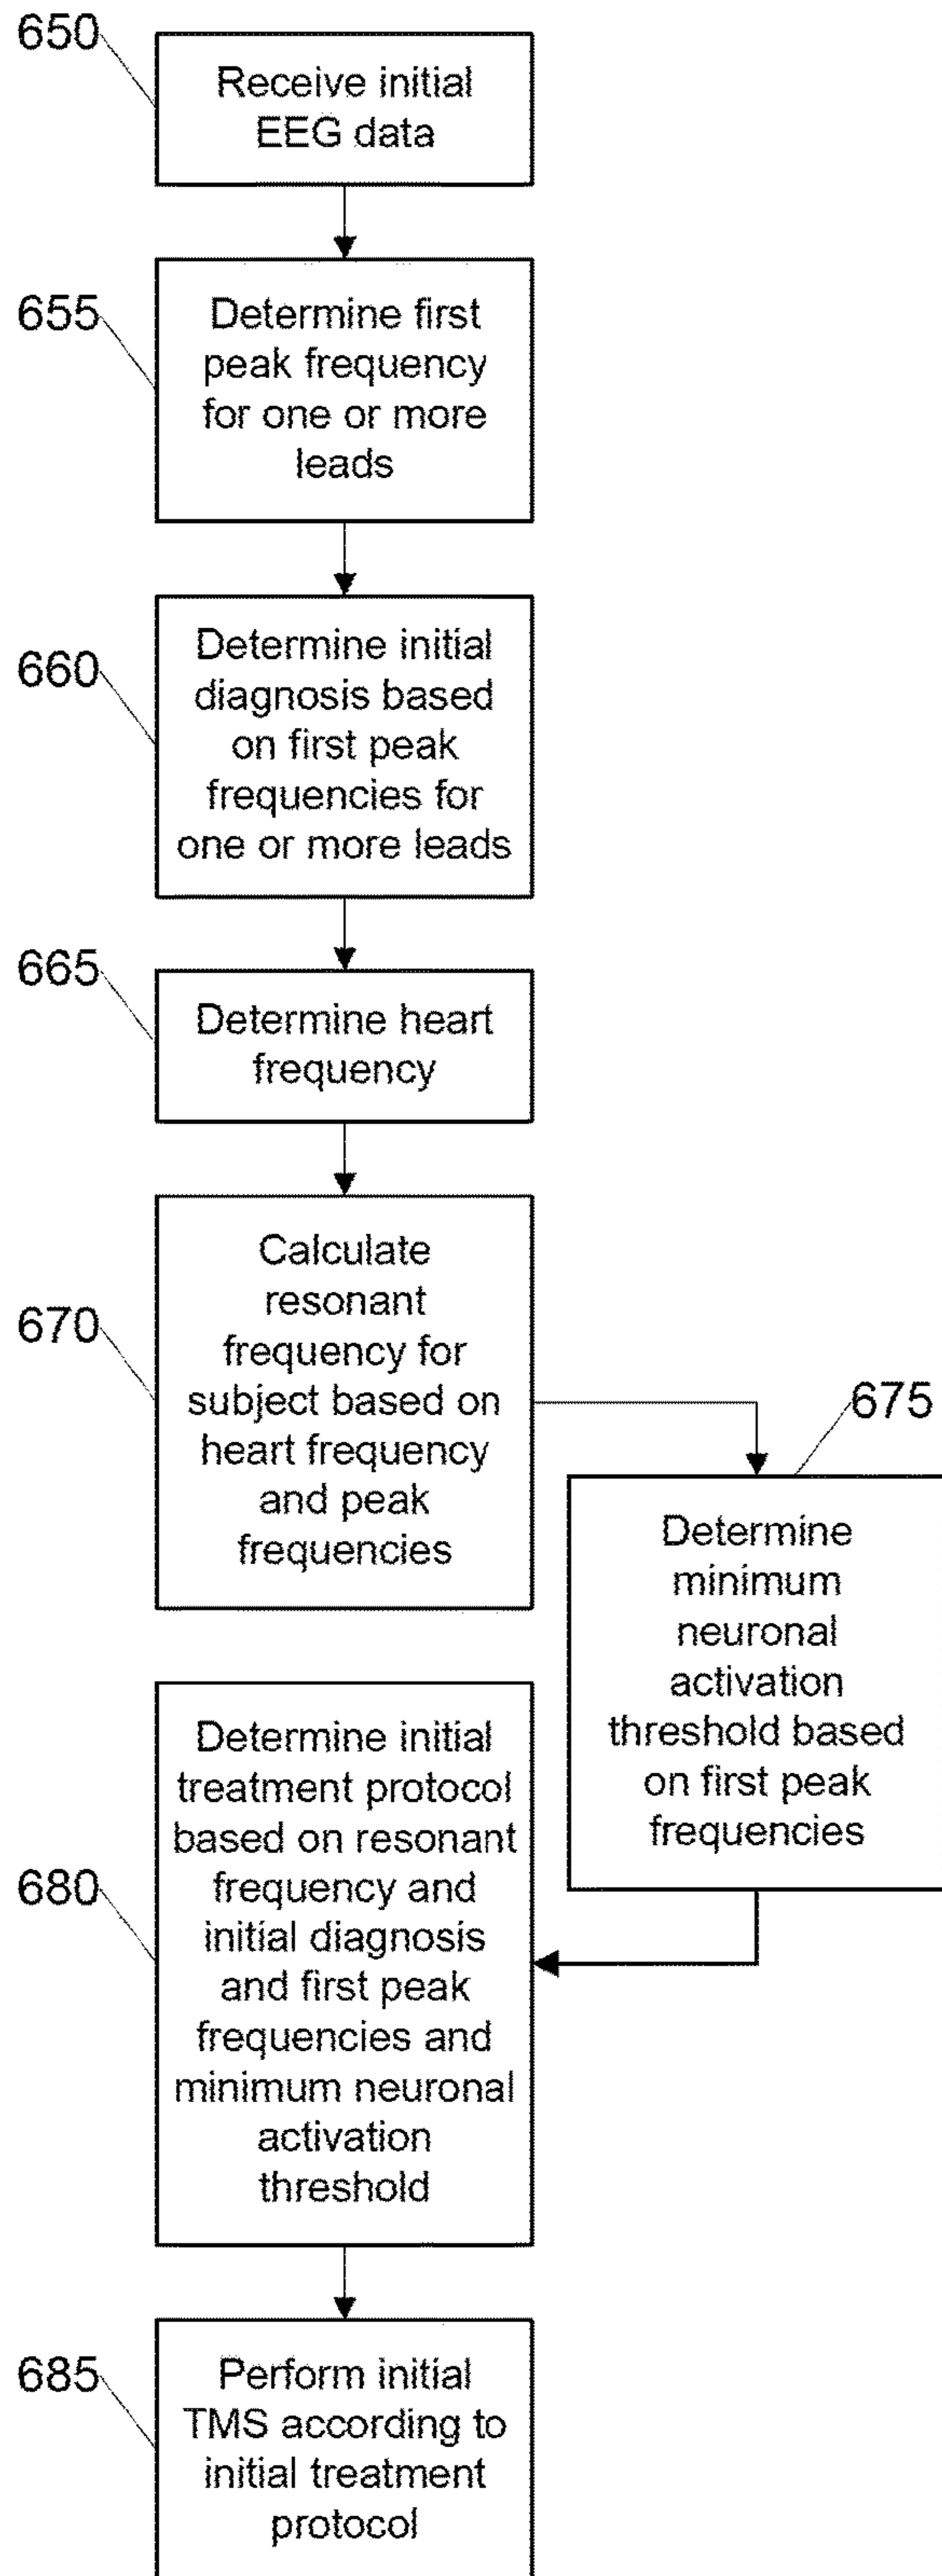 650
Receive initial
EEG data
655
Determine first
peak frequency
for one or more
leads
660
Determine initial
diagnosis based
on first peak
frequencies for
one or more leads
665
Determine heart
frequency
670
Calculate
resonant
frequency for
subject based on
heart frequency
and peak
frequencies
675
Determine
minimum
neuronal
activation
threshold based
on first peak
frequencies
680
Determine initial
treatment protocol
based on resonant
frequency and
initial diagnosis
and first peak
frequencies and
minimum neuronal
activation
threshold
685
Perform initial
TMS according to
initial treatment
protocol